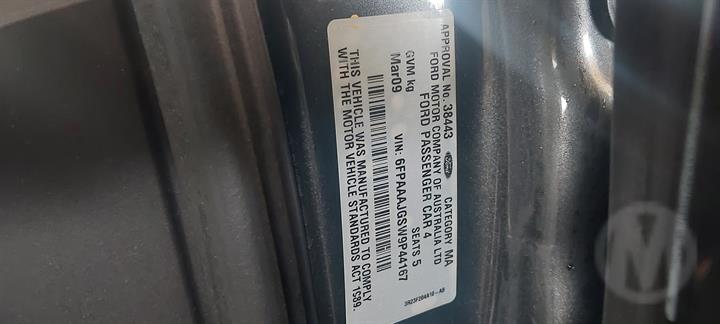 APPROVAL No. 38443 CATEGORY MA
FORD MOTOR COMPANY OF AUSTRALIA LTD
FORD PASSENGER CAR 4
Ford
GVM kg SEATS 5
Mar09 VIN: 6FPAAAJGSW9P44167
THIS VEHICLE WAS MANUFACTURED TO COMPLY
WITH THE MOTOR VEHICLE STANDARDS ACT 1989.
M